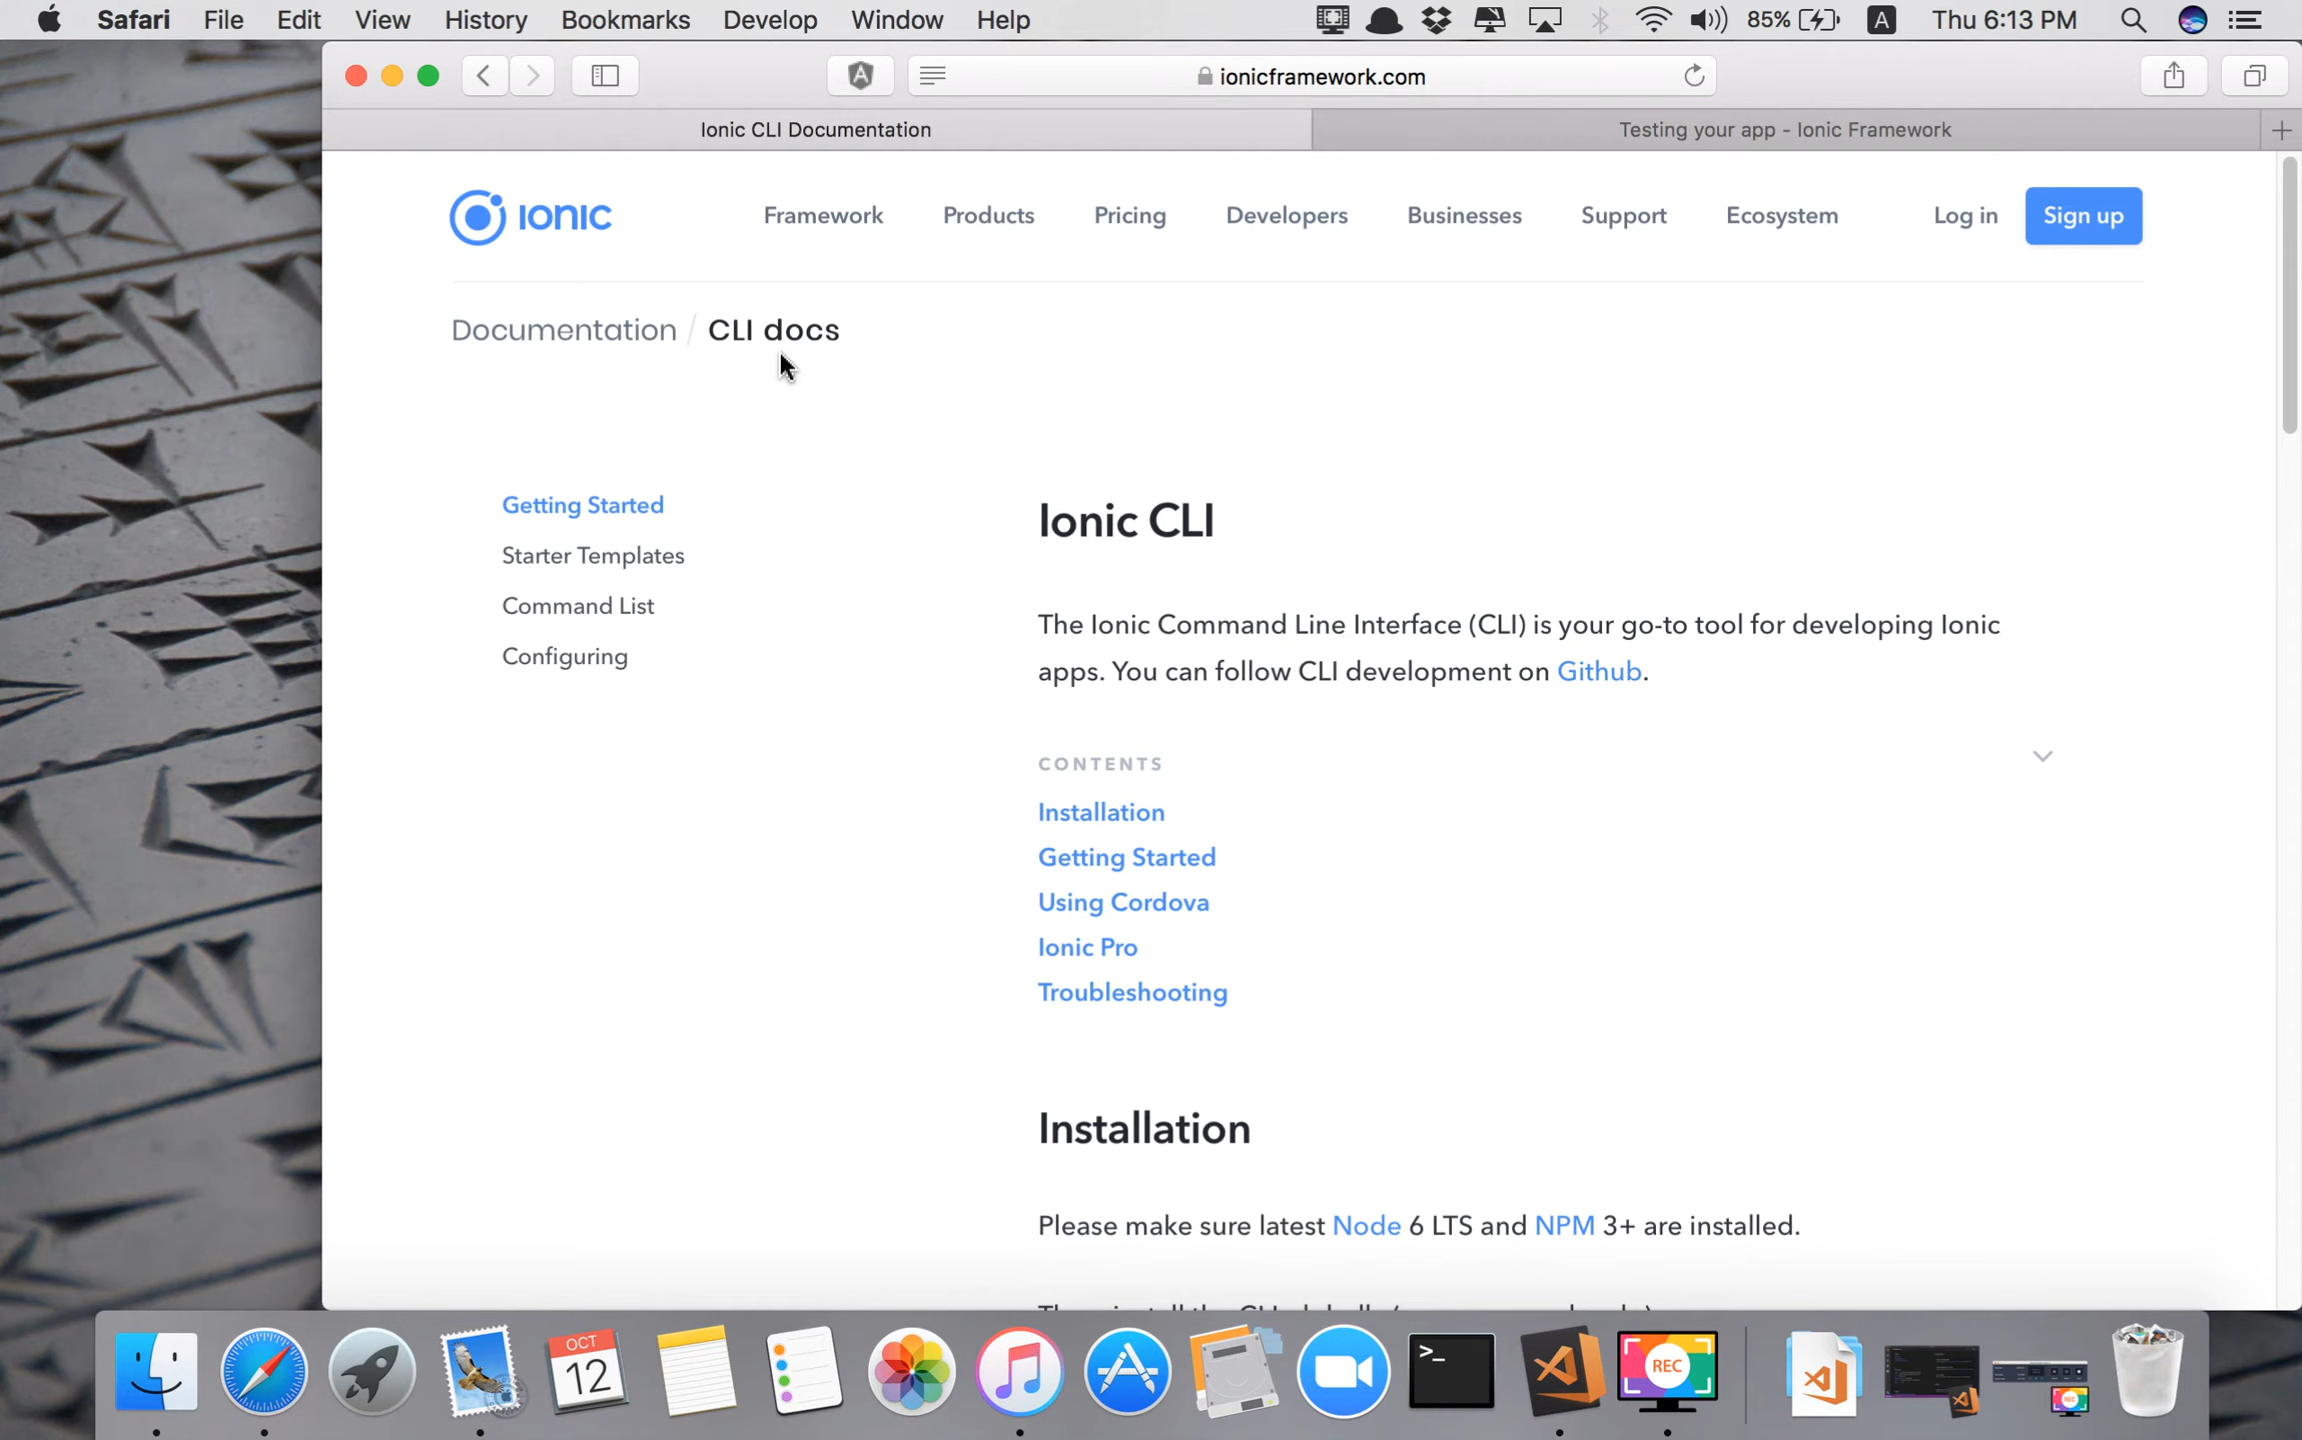 Safari File Edit View History Bookmarks Develop Window Help 85% A Thu 6:13 PM
ionicframework.com
Ionic CLI Documentation
Testing your app - Ionic Framework
IONIC
Framework Products Pricing Developers Businesses Support Ecosystem Log in Sign up
Documentation / CLI docs
Getting Started
Starter Templates
Command List
Configuring
Ionic CLI
The Ionic Command Line Interface (CLI) is your go-to tool for developing Ionic
apps. You can follow CLI development on Github.
CONTENTS
Installation
Getting Started
Using Cordova
Ionic Pro
Troubleshooting
Installation
Please make sure latest Node 6 LTS and NPM 3+ are installed.
OCT
12
>_
REC